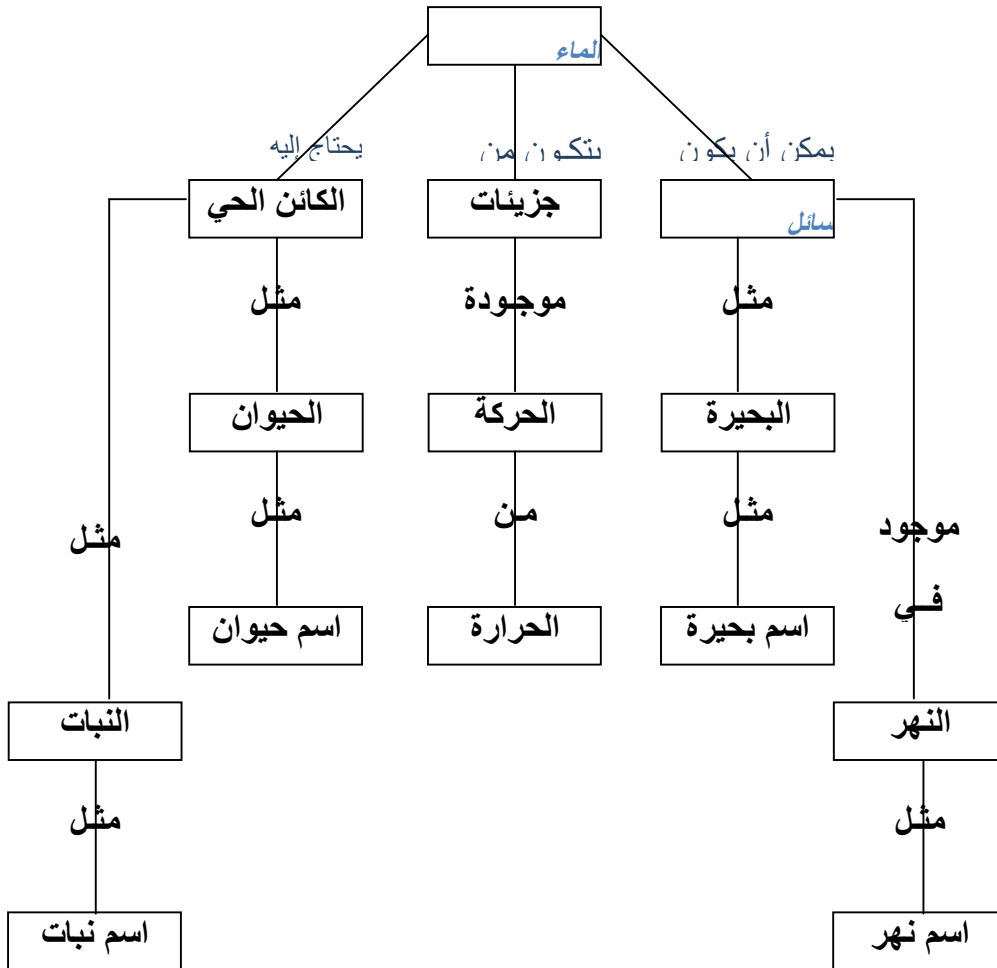 الماء
يمكن أن يكون
يتكون من
يحتاج إليه
سائل
جزيئات
الكائن الحي
مثل
موجودة
مثل
البحيرة
الحركة
الحيوان
مثل
من
مثل
موجود
في
مثل
اسم بحيرة
الحرارة
اسم حيوان
النهر
النبات
مثل
مثل
اسم نهر
اسم نبات